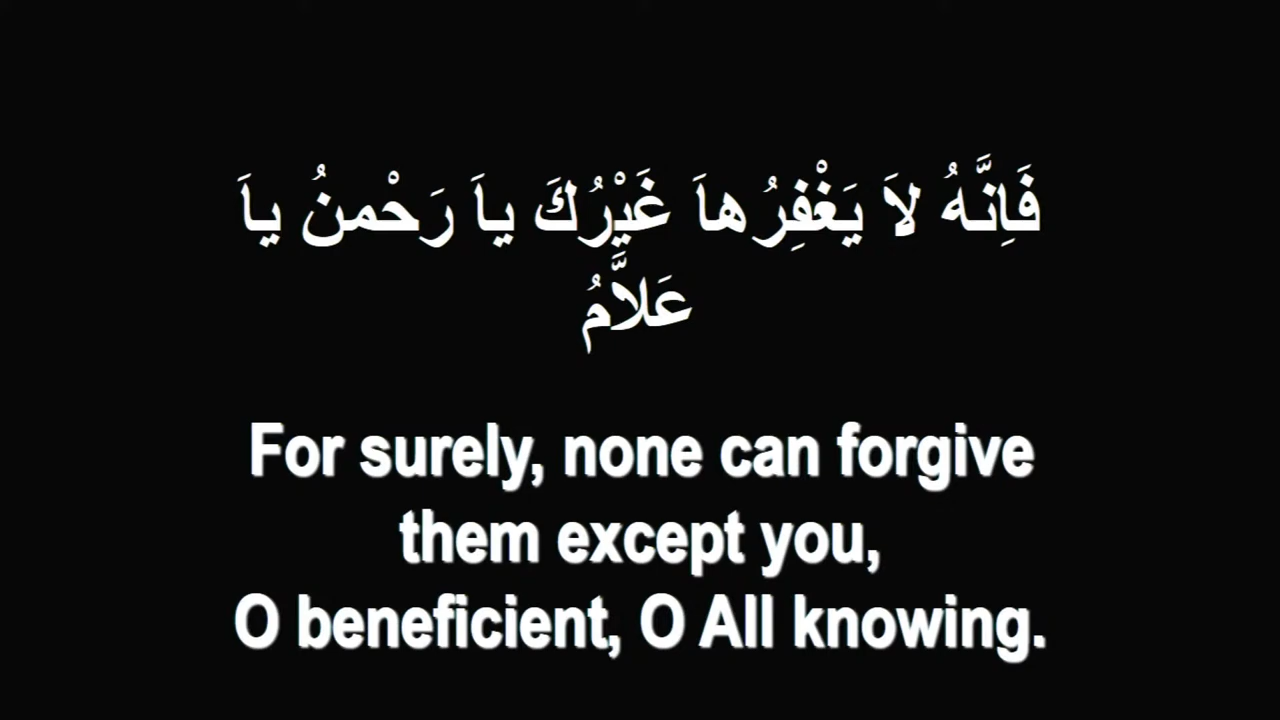 فَاِنَّهُ لاَ يَغْفِرُهاَ غَيْرُكَ ياَ رَحْمنُ ياَ
عَلاَّمُ
For surely, none can forgive
them except you,
O beneficient, O All knowing.